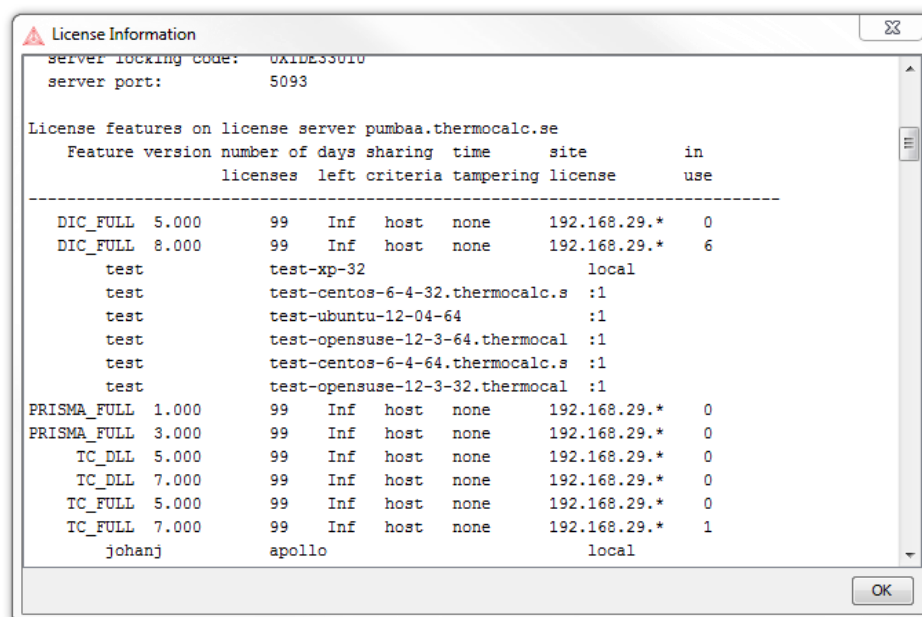 License Information
server locking code:
server port: 5093
License features on license server pumbaa.thermocalc.se
Feature version number of days sharing time site in
licenses left criteria tampering license use
--------------------------------------------------------------------------------
DIC_FULL 5.000 99 Inf host none 192.168.29.* 0
DIC_FULL 8.000 99 Inf host none 192.168.29.* 6
test test-xp-32 local
test test-centos-6-4-32.thermocalc.s :1
test test-ubuntu-12-04-64 :1
test test-opensuse-12-3-64.thermocal :1
test test-centos-6-4-64.thermocalc.s :1
test test-opensuse-12-3-32.thermocal :1
PRISMA_FULL 1.000 99 Inf host none 192.168.29.* 0
PRISMA_FULL 3.000 99 Inf host none 192.168.29.* 0
TC_DLL 5.000 99 Inf host none 192.168.29.* 0
TC_DLL 7.000 99 Inf host none 192.168.29.* 0
TC_FULL 5.000 99 Inf host none 192.168.29.* 0
TC_FULL 7.000 99 Inf host none 192.168.29.* 1
johanj apollo local
OK